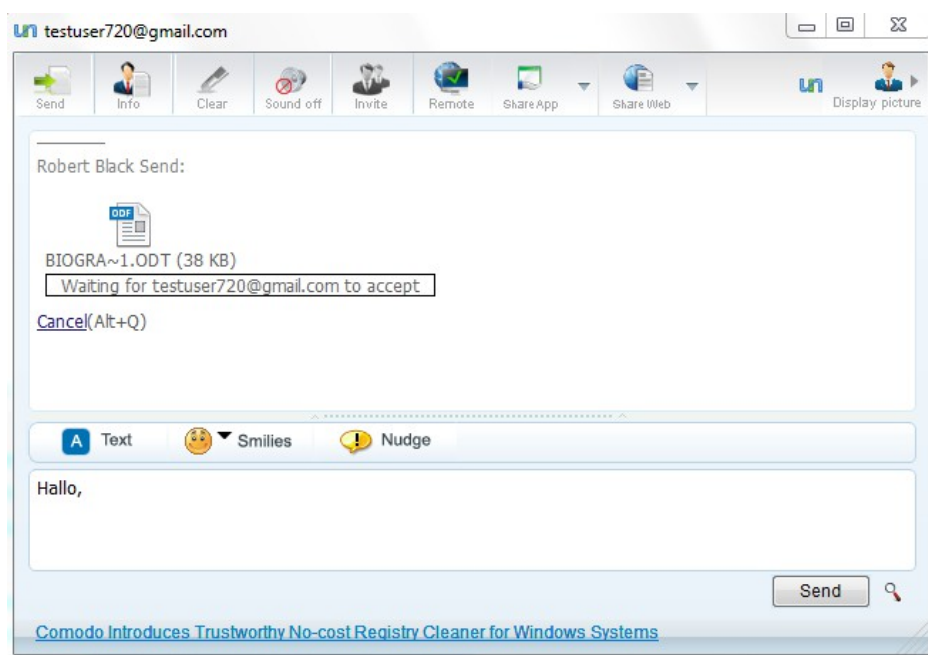 un testuser720@gmail.com
Send Info Clear Sound off Invite Remote Share App Share Web un Display picture
Robert Black Send:
ODF
BIOGRA~1.ODT (38 KB)
Waiting for testuser720@gmail.com to accept
Cancel(Alt+Q)
A Text Smilies Nudge
Hallo,
Send
Comodo Introduces Trustworthy No-cost Registry Cleaner for Windows Systems